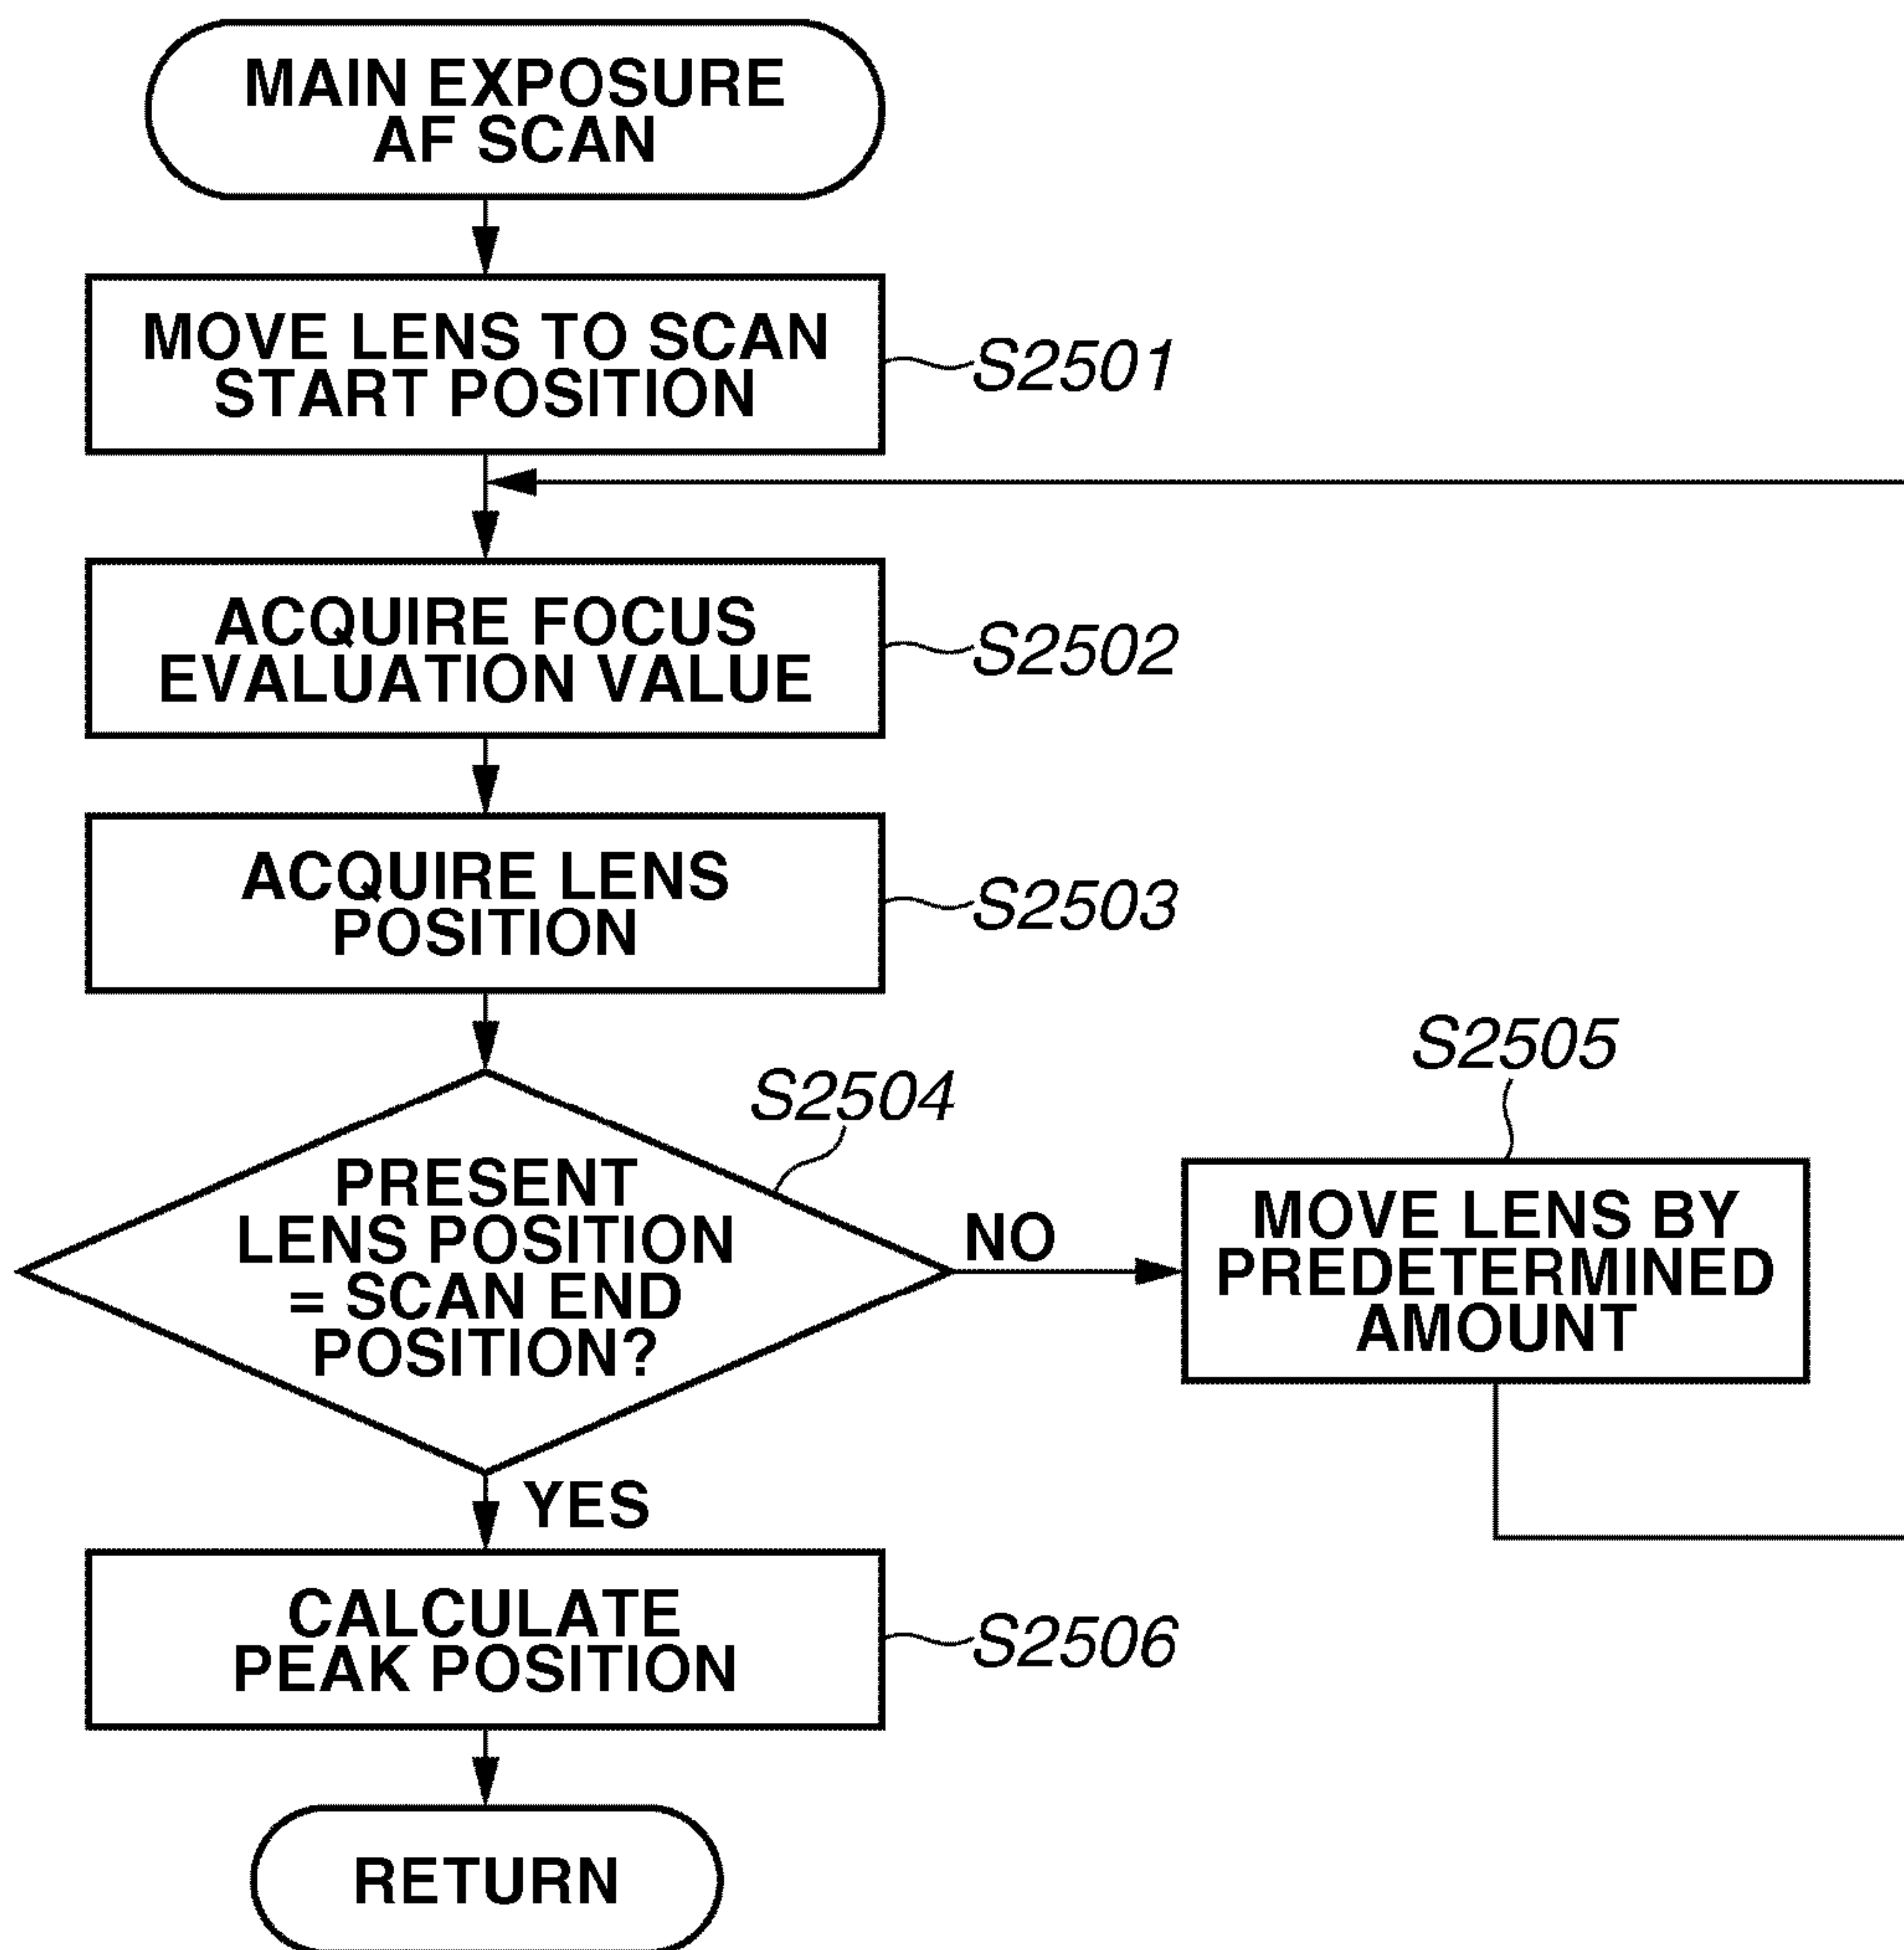 MAIN EXPOSURE
AF SCAN
MOVE LENS TO SCAN
START POSITION
S2501
ACQUIRE FOCUS
EVALUATION VALUE
S2502
ACQUIRE LENS
POSITION
S2503
S2504
PRESENT
LENS POSITION
= SCAN END
POSITION?
NO
S2505
MOVE LENS BY
PREDETERMINED
AMOUNT
YES
CALCULATE
PEAK POSITION
S2506
RETURN